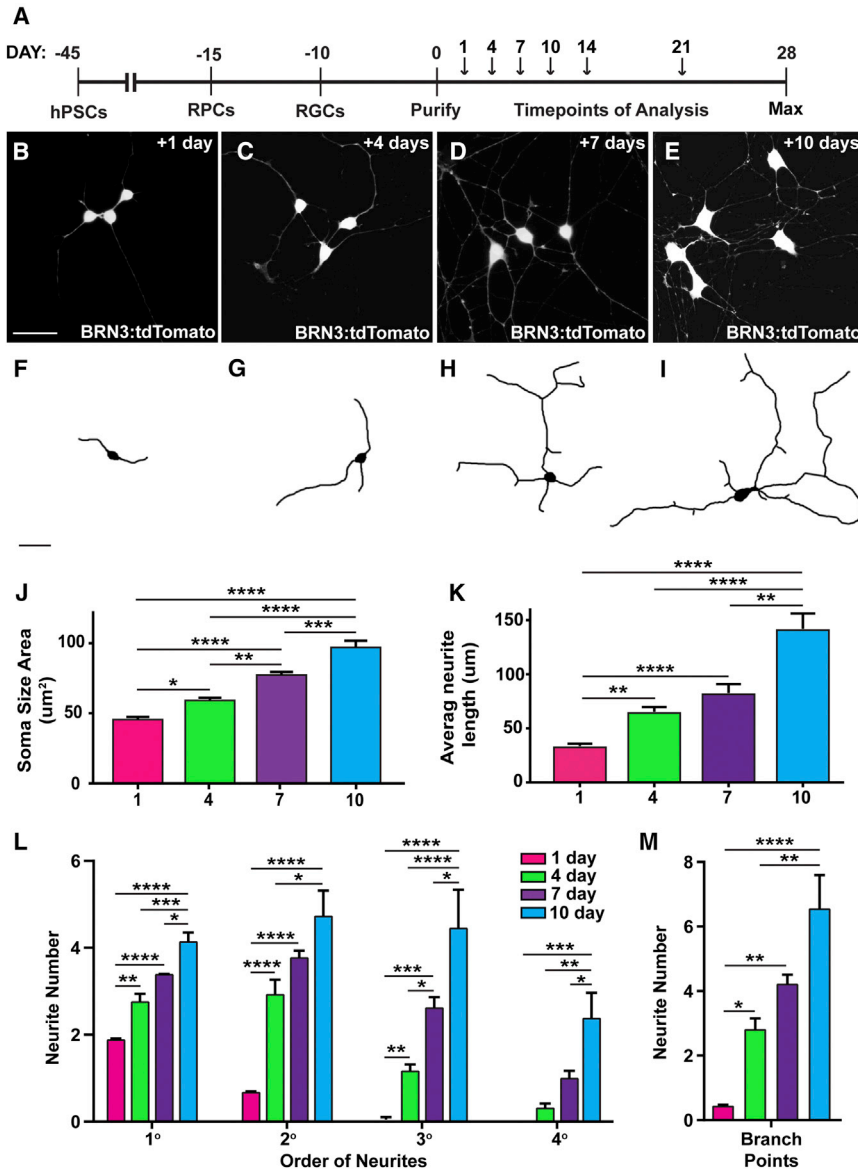 A
DAY: -45 -15 -10 0 1 4 7 10 14 21 28
hPSCs RPCs RGCs Purify Timepoints of Analysis Max
B +1 day
BRN3:tdTomato
C +4 days
BRN3:tdTomato
D +7 days
BRN3:tdTomato
E +10 days
BRN3:tdTomato
F
G
H
I
J
Soma Size Area
(um²)
100
50
0
1 4 7 10
****
****
****
***
**
*
K
Averag neurite
length (um)
150
100
50
0
1 4 7 10
****
****
**
****
**
L
Neurite Number
6
4
2
0
****
***
*
****
**
****
*
****
****
****
****
*
***
*
**
***
**
*
1 day
4 day
7 day
10 day
1° 2° 3° 4°
Order of Neurites
M
Neurite Number
8
6
4
2
0
****
**
**
*
Branch
Points